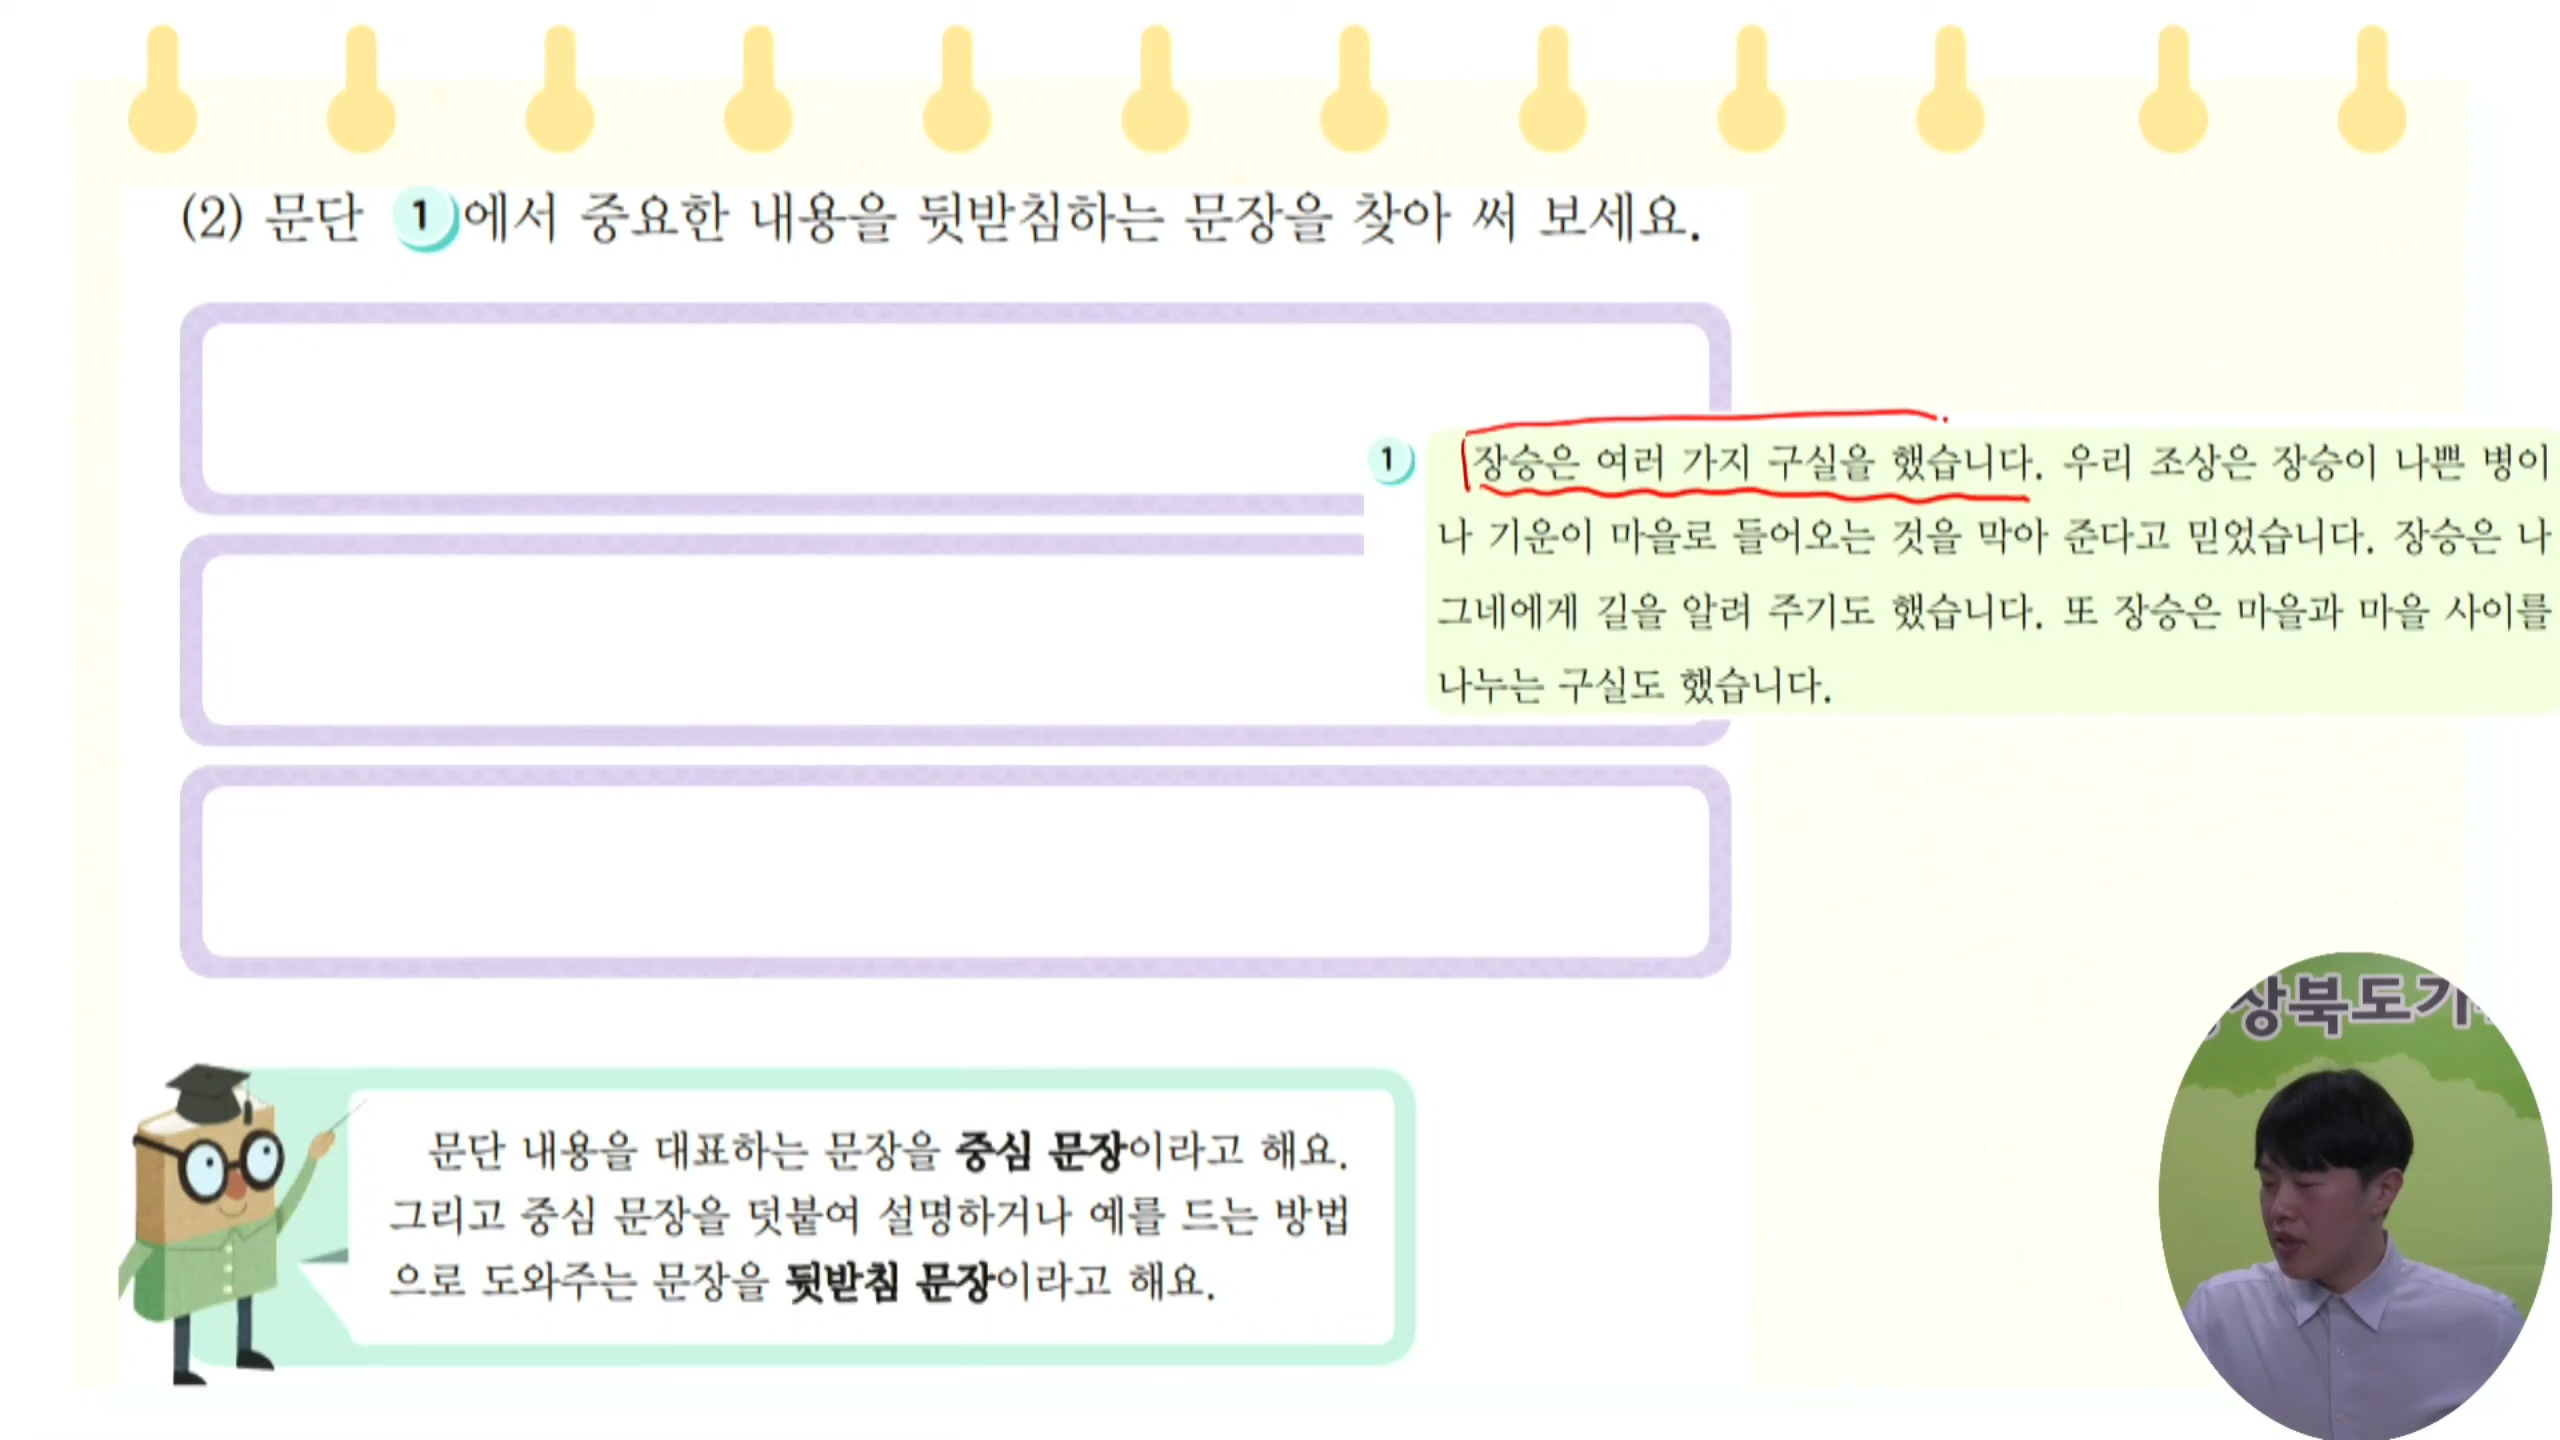 (2) 문단 1에서 중요한 내용을 뒷받침하는 문장을 찾아 써 보세요.
1 장승은 여러 가지 구실을 했습니다. 우리 조상은 장승이 나쁜 병이
나 기운이 마을로 들어오는 것을 막아 준다고 믿었습니다. 장승은 나
그네에게 길을 알려 주기도 했습니다. 또 장승은 마을과 마을 사이를
나누는 구실도 했습니다.
문단 내용을 대표하는 문장을 중심 문장이라고 해요.
그리고 중심 문장을 덧붙여 설명하거나 예를 드는 방법
으로 도와주는 문장을 뒷받침 문장이라고 해요.
상북도